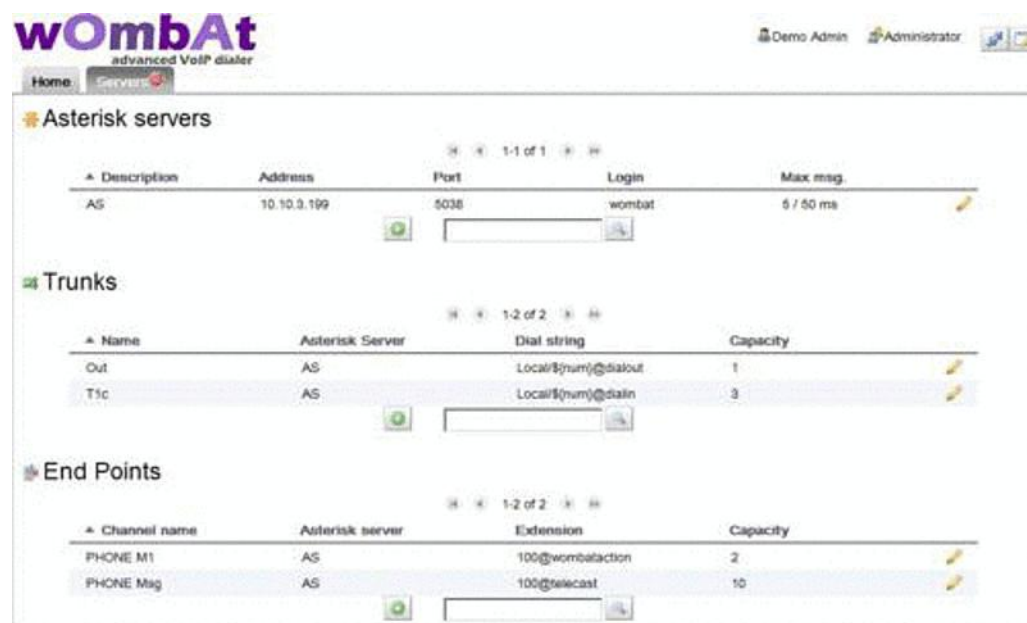 wOmbAt
advanced VoIP dialer
Demo Admin Administrator
Home Servers
Asterisk servers
1-1 of 1
Description Address Port Login Max msg.
AS 10.10.3.199 5038 wombat 5 / 50 ms
Trunks
1-2 of 2
Name Asterisk Server Dial string Capacity
Out AS Local/${num}@dialout 1
T1c AS Local/${num}@dialin 3
End Points
1-2 of 2
Channel name Asterisk server Extension Capacity
PHONE M1 AS 100@wombataction 2
PHONE Msg AS 100@telecast 10